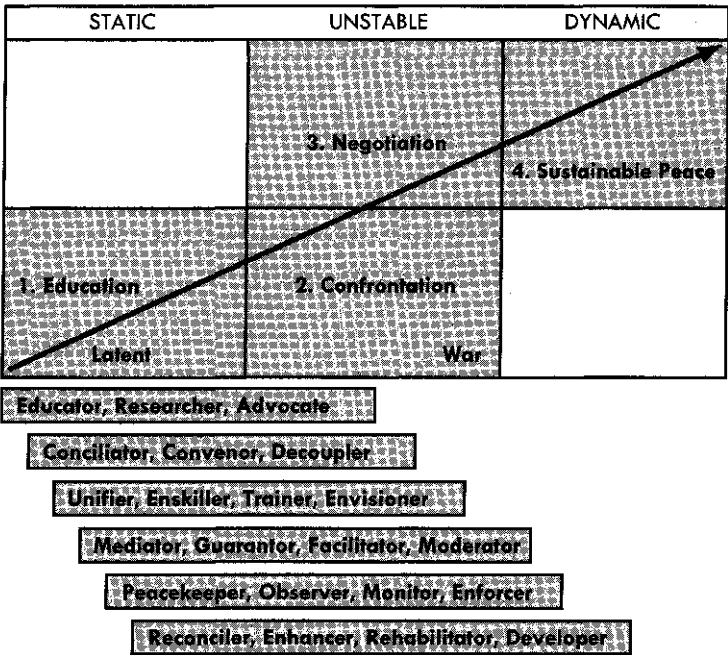 STATIC UNSTABLE DYNAMIC
3. Negotiation
4. Sustainable Peace
1. Education 2. Confrontation
Latent War
Educator, Researcher, Advocate
Conciliator, Convenor, Decoupler
Unifier, Enskiller, Trainer, Envisioner
Mediator, Guarantor, Facilitator, Moderator
Peacekeeper, Observer, Monitor, Enforcer
Reconciler, Enhancer, Rehabilitator, Developer